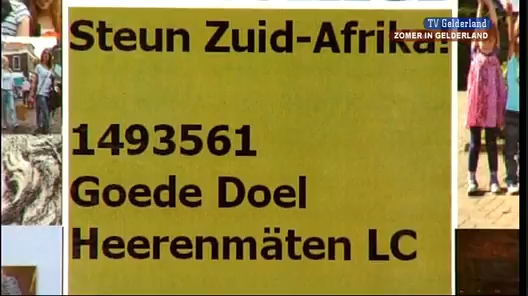 TV Gelderland
ZOMER IN GELDERLAND
Steun Zuid-Afrika!
1493561
Goede Doel
Heerenmäten LC